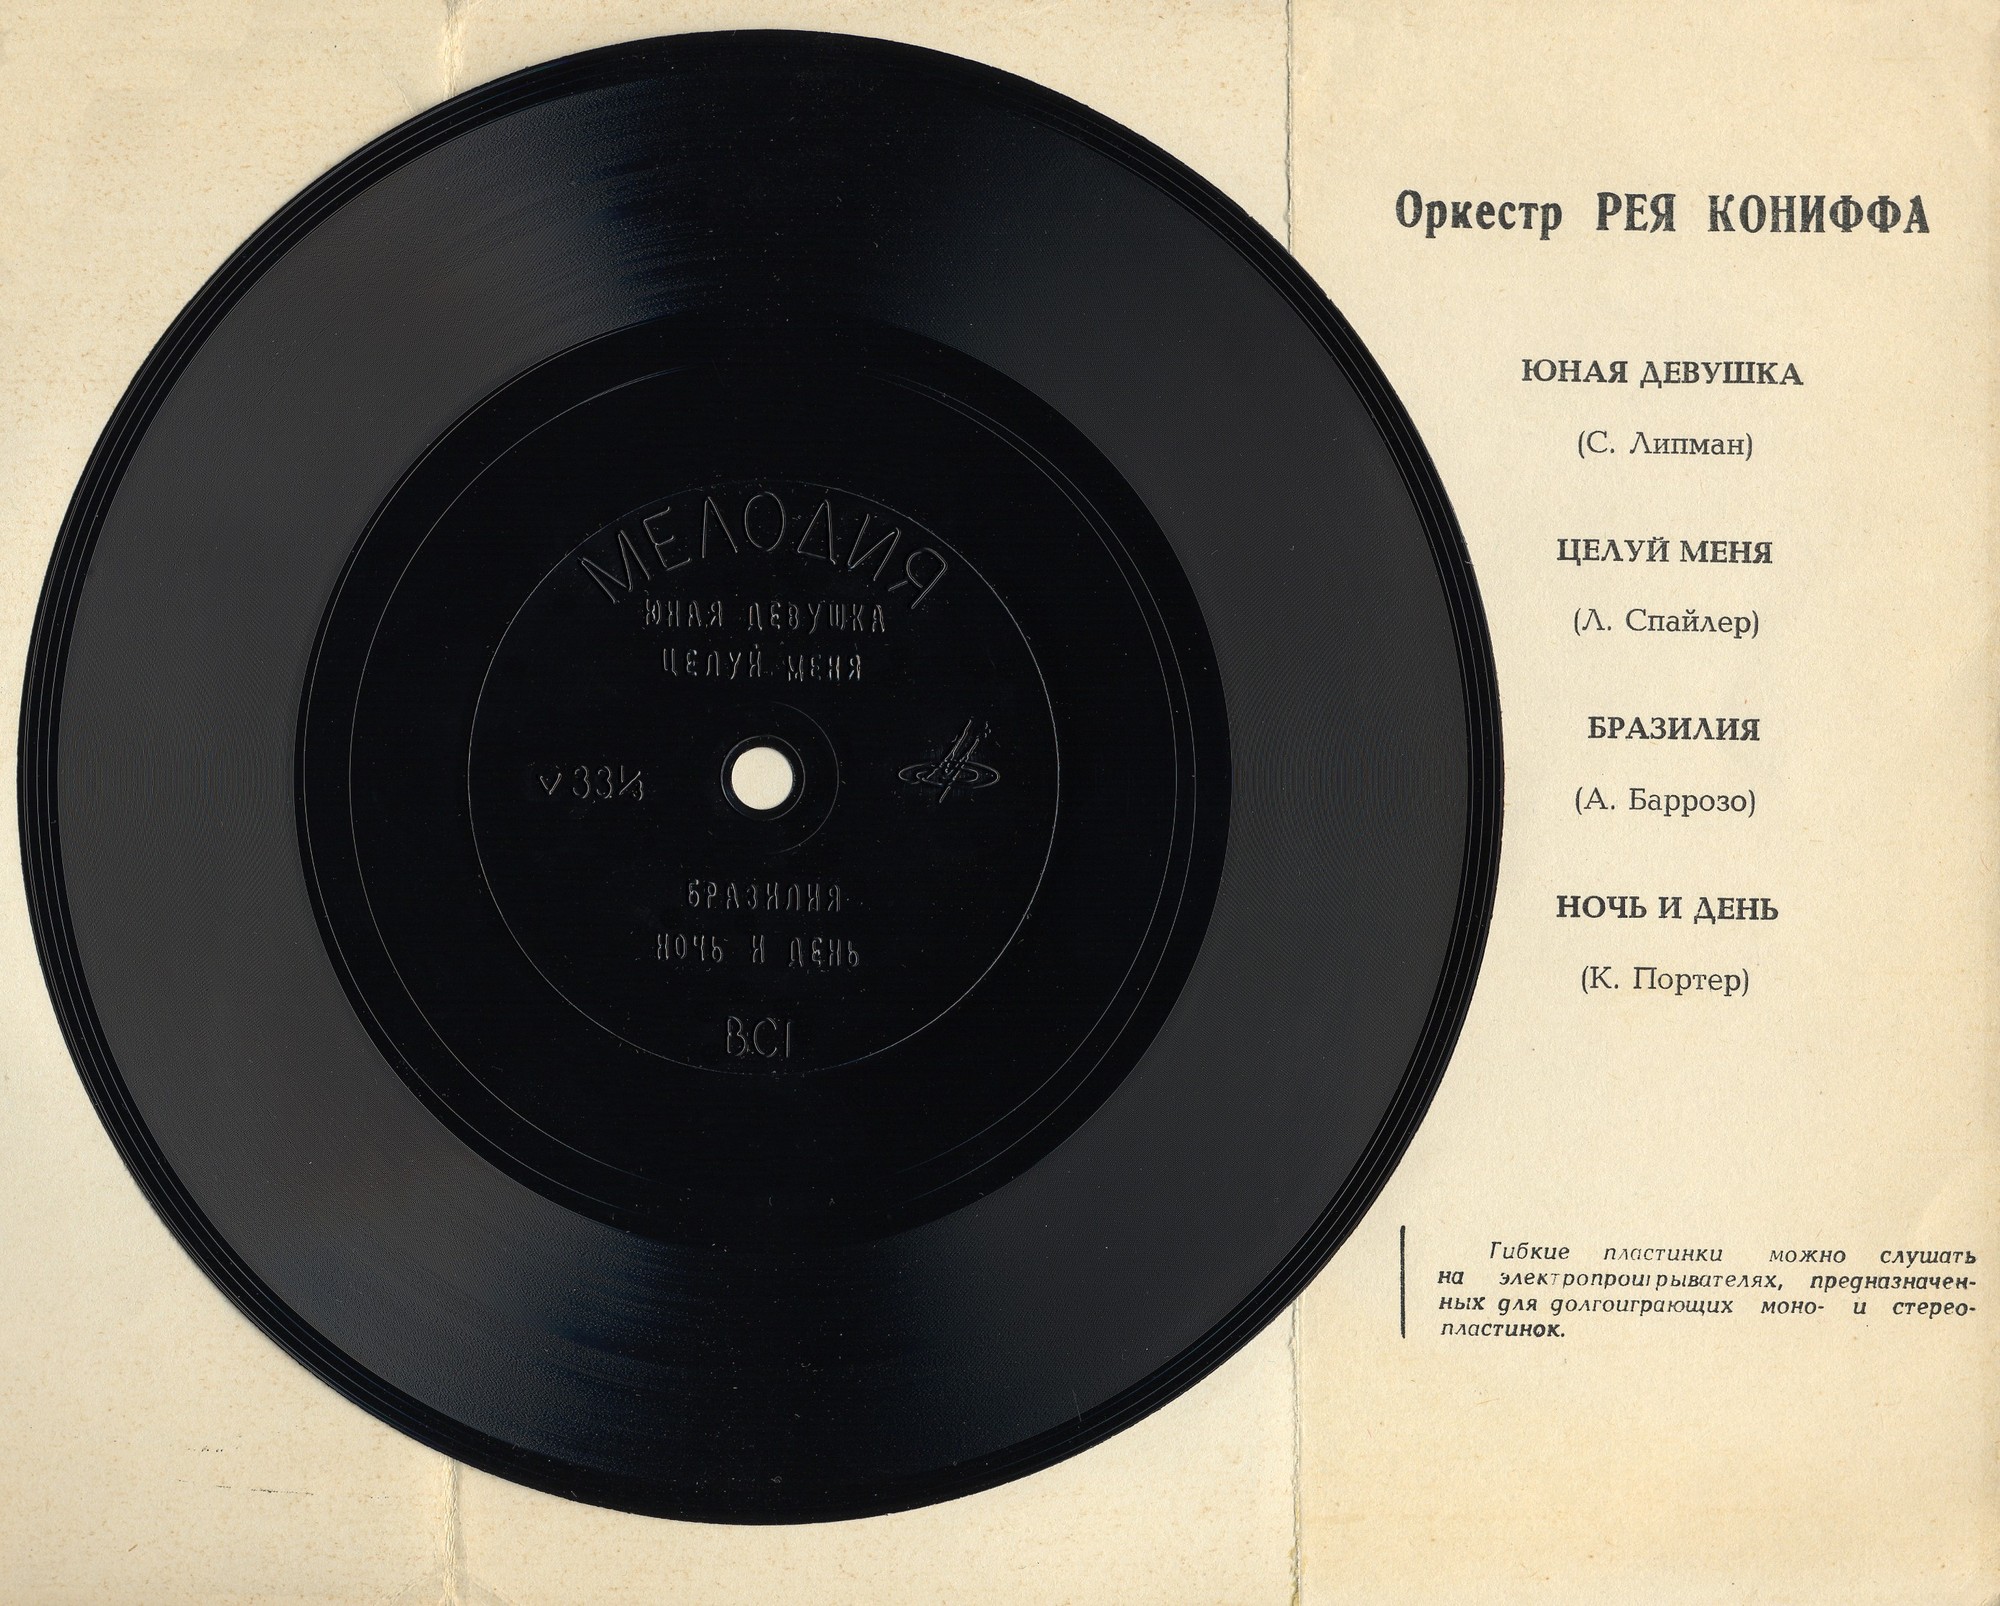 МЕЛОДИЯ
ЮНАЯ ДЕВУШКА
ЦЕЛУЙ МЕНЯ
▽33⅓
БРАЗИЛИЯ
НОЧЬ И ДЕНЬ
ВС1
Оркестр РЕЯ КОНИФФА
ЮНАЯ ДЕВУШКА
(С. Липман)
ЦЕЛУЙ МЕНЯ
(Л. Спайлер)
БРАЗИЛИЯ
(А. Баррозо)
НОЧЬ И ДЕНЬ
(К. Портер)
Гибкие пластинки можно слушать
на электропроигрывателях, предназначен-
ных для долгоиграющих моно- и стерео-
пластинок.